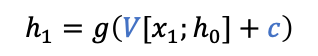 h₁ = g(V[x₁; h₀] + c)